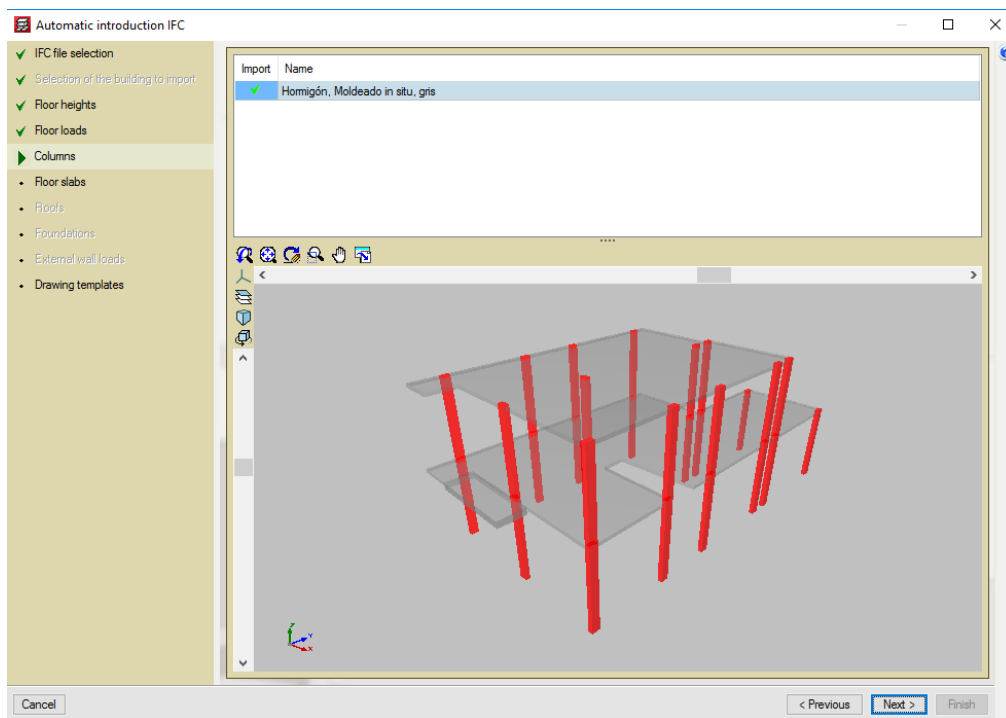 Automatic introduction IFC
IFC file selection
Selection of the building to import
Floor heights
Floor loads
Columns
Floor slabs
Roofs
Foundations
External wall loads
Drawing templates
Import Name
Hormigón, Moldeado in situ, gris
Z
Y
X
Cancel
< Previous
Next >
Finish